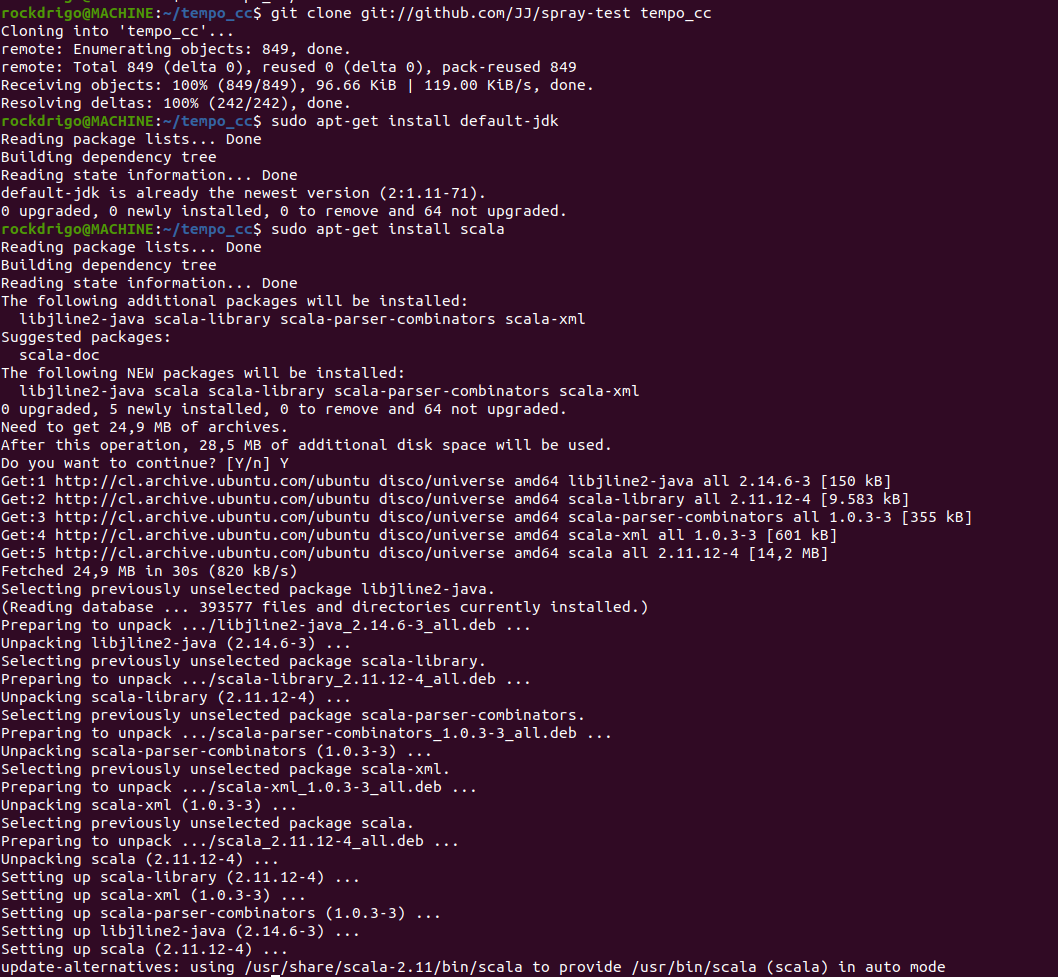 rockdrigo@MACHINE:~/tempo_cc$ git clone git://github.com/JJ/spray-test tempo_cc
Cloning into 'tempo_cc'...
remote: Enumerating objects: 849, done.
remote: Total 849 (delta 0), reused 0 (delta 0), pack-reused 849
Receiving objects: 100% (849/849), 96.66 KiB | 119.00 KiB/s, done.
Resolving deltas: 100% (242/242), done.
rockdrigo@MACHINE:~/tempo_cc$ sudo apt-get install default-jdk
Reading package lists... Done
Building dependency tree
Reading state information... Done
default-jdk is already the newest version (2:1.11-71).
0 upgraded, 0 newly installed, 0 to remove and 64 not upgraded.
rockdrigo@MACHINE:~/tempo_cc$ sudo apt-get install scala
Reading package lists... Done
Building dependency tree
Reading state information... Done
The following additional packages will be installed:
  libjline2-java scala-library scala-parser-combinators scala-xml
Suggested packages:
  scala-doc
The following NEW packages will be installed:
  libjline2-java scala scala-library scala-parser-combinators scala-xml
0 upgraded, 5 newly installed, 0 to remove and 64 not upgraded.
Need to get 24,9 MB of archives.
After this operation, 28,5 MB of additional disk space will be used.
Do you want to continue? [Y/n] Y
Get:1 http://cl.archive.ubuntu.com/ubuntu disco/universe amd64 libjline2-java all 2.14.6-3 [150 kB]
Get:2 http://cl.archive.ubuntu.com/ubuntu disco/universe amd64 scala-library all 2.11.12-4 [9.583 kB]
Get:3 http://cl.archive.ubuntu.com/ubuntu disco/universe amd64 scala-parser-combinators all 1.0.3-3 [355 kB]
Get:4 http://cl.archive.ubuntu.com/ubuntu disco/universe amd64 scala-xml all 1.0.3-3 [601 kB]
Get:5 http://cl.archive.ubuntu.com/ubuntu disco/universe amd64 scala all 2.11.12-4 [14,2 MB]
Fetched 24,9 MB in 30s (820 kB/s)
Selecting previously unselected package libjline2-java.
(Reading database ... 393577 files and directories currently installed.)
Preparing to unpack .../libjline2-java_2.14.6-3_all.deb ...
Unpacking libjline2-java (2.14.6-3) ...
Selecting previously unselected package scala-library.
Preparing to unpack .../scala-library_2.11.12-4_all.deb ...
Unpacking scala-library (2.11.12-4) ...
Selecting previously unselected package scala-parser-combinators.
Preparing to unpack .../scala-parser-combinators_1.0.3-3_all.deb ...
Unpacking scala-parser-combinators (1.0.3-3) ...
Selecting previously unselected package scala-xml.
Preparing to unpack .../scala-xml_1.0.3-3_all.deb ...
Unpacking scala-xml (1.0.3-3) ...
Selecting previously unselected package scala.
Preparing to unpack .../scala_2.11.12-4_all.deb ...
Unpacking scala (2.11.12-4) ...
Setting up scala-library (2.11.12-4) ...
Setting up scala-xml (1.0.3-3) ...
Setting up scala-parser-combinators (1.0.3-3) ...
Setting up libjline2-java (2.14.6-3) ...
Setting up scala (2.11.12-4) ...
update-alternatives: using /usr/share/scala-2.11/bin/scala to provide /usr/bin/scala (scala) in auto mode